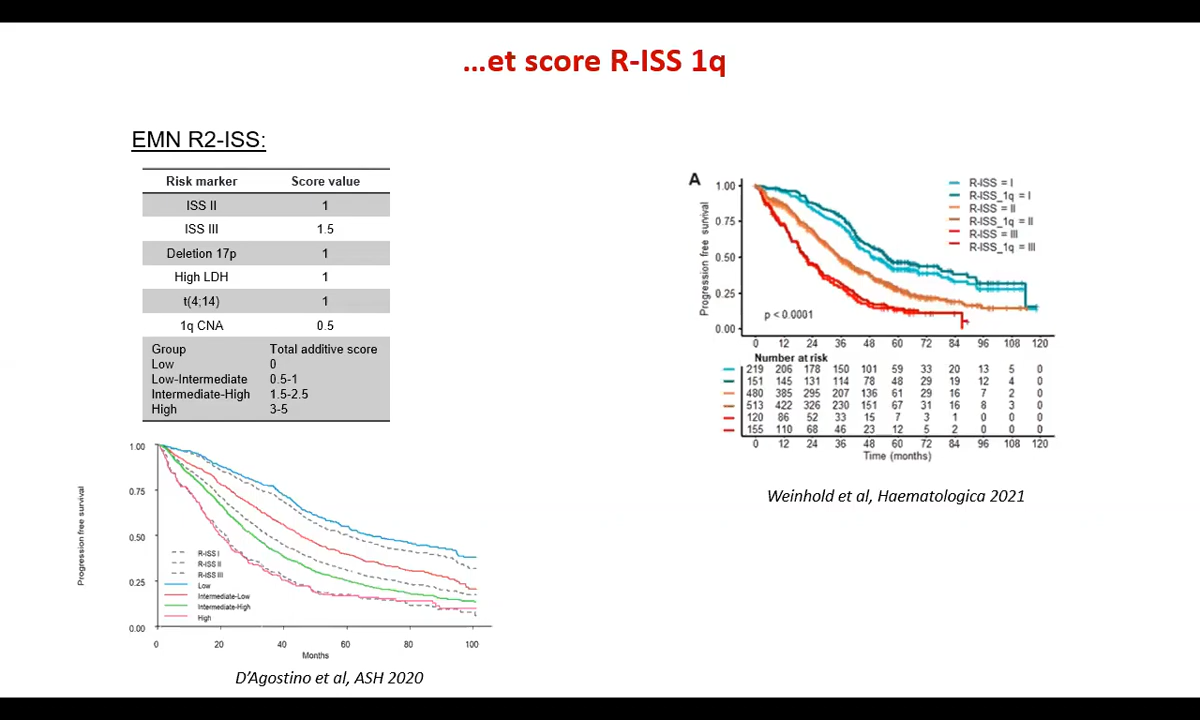 ...et score R-ISS 1q
EMN R2-ISS:
Risk marker Score value
ISS II 1
ISS III 1.5
Deletion 17p 1
High LDH 1
t(4;14) 1
1q CNA 0.5
Group Total additive score
Low 0
Low-Intermediate 0.5-1
Intermediate-High 1.5-2.5
High 3-5
Progression free survival
1.00
0.75
0.50
0.25
0.00
R-ISS I
R-ISS II
R-ISS III
Low
Intermediate-Low
Intermediate-High
High
0 20 40 60 80 100
Months
D'Agostino et al, ASH 2020
A
Progression free survival
1.00
0.75
0.50
0.25
0.00
R-ISS = I
R-ISS_1q = I
R-ISS = II
R-ISS_1q = II
R-ISS = III
R-ISS_1q = III
p < 0.0001
0 12 24 36 48 60 72 84 96 108 120
Number at risk
219 206 178 150 101 59 33 20 13 5 0
151 145 131 114 78 48 29 19 12 4 0
480 385 295 207 136 61 29 16 7 2 0
513 422 326 230 151 67 31 16 8 3 0
120 86 52 33 15 7 3 1 0 0 0
155 110 68 46 23 12 5 2 0 0 0
0 12 24 36 48 60 72 84 96 108 120
Time (months)
Weinhold et al, Haematologica 2021